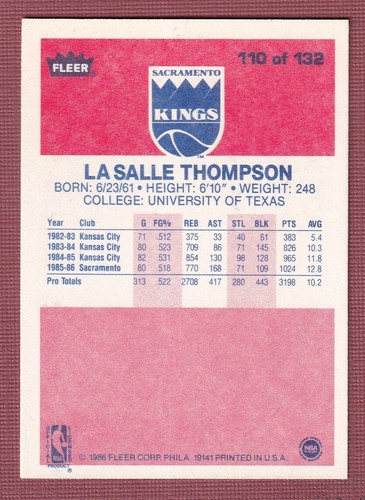 FLEER
110 of 132
SACRAMENTO
KINGS
TM
LA SALLE THOMPSON
BORN: 6/23/61 • HEIGHT: 6'10" • WEIGHT: 248
COLLEGE: UNIVERSITY OF TEXAS
Year Club G FG% REB AST STL BLK PTS AVG
1982-83 Kansas City 71 .512 375 33 40 61 383 5.4
1983-84 Kansas City 80 .523 709 86 71 145 826 10.3
1984-85 Kansas City 82 .531 854 130 98 128 965 11.8
1985-86 Sacramento 80 .518 770 168 71 109 1024 12.8
Pro Totals 313 .522 2708 417 280 443 3198 10.2
OFFICIAL
NBA
PRODUCT
© 1986 FLEER CORP. PHILA. 19141 PRINTED IN U.S.A.
NBA